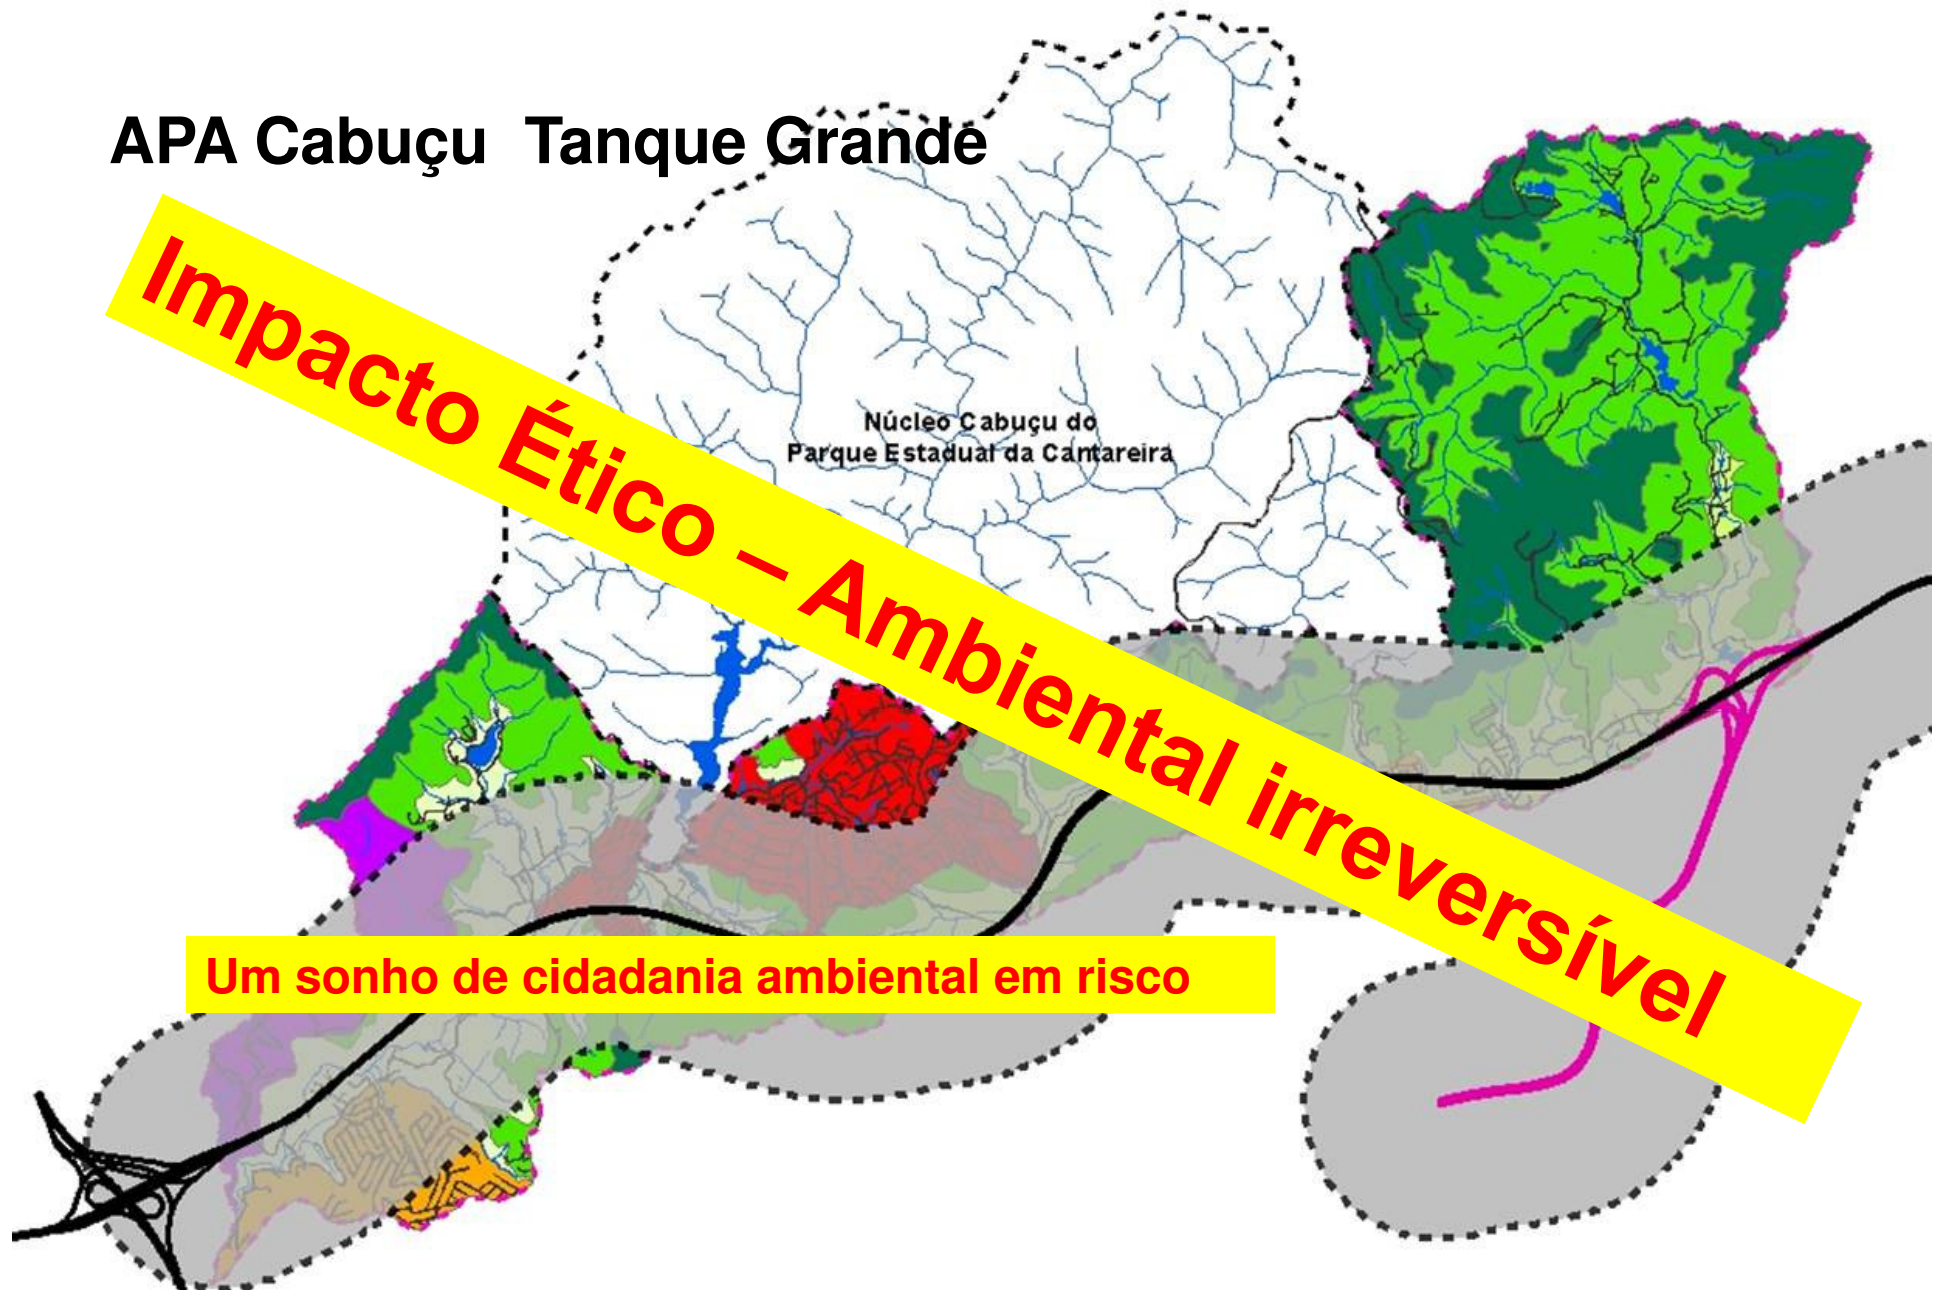 APA Cabuçu  Tanque Grande
Impacto Ético – Ambiental irreversível
Núcleo Cabuçu do
Parque Estadual da Cantareira
Um sonho de cidadania ambiental em risco